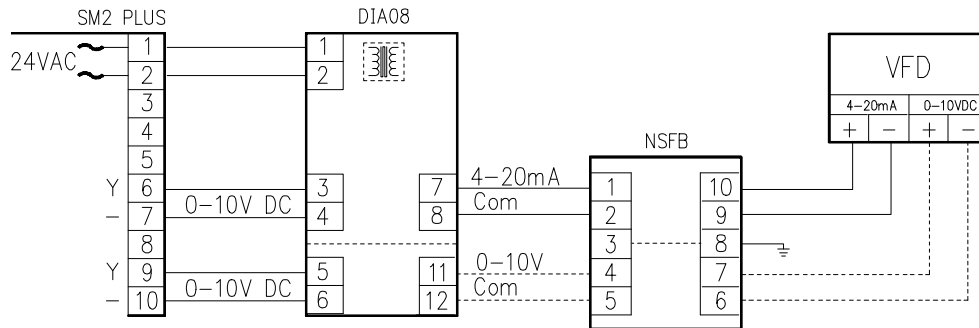 SM2 PLUS
DIA08
24VAC
1
2
3
4
5
Y 6
- 7
8
Y 9
- 10
0-10V DC
0-10V DC
1
2
3
4
5
6
7
8
11
12
4-20mA
Com
0-10V
Com
NSFB
1
2
3
4
5
10
9
8
7
6
VFD
4-20mA 0-10VDC
+ - + -